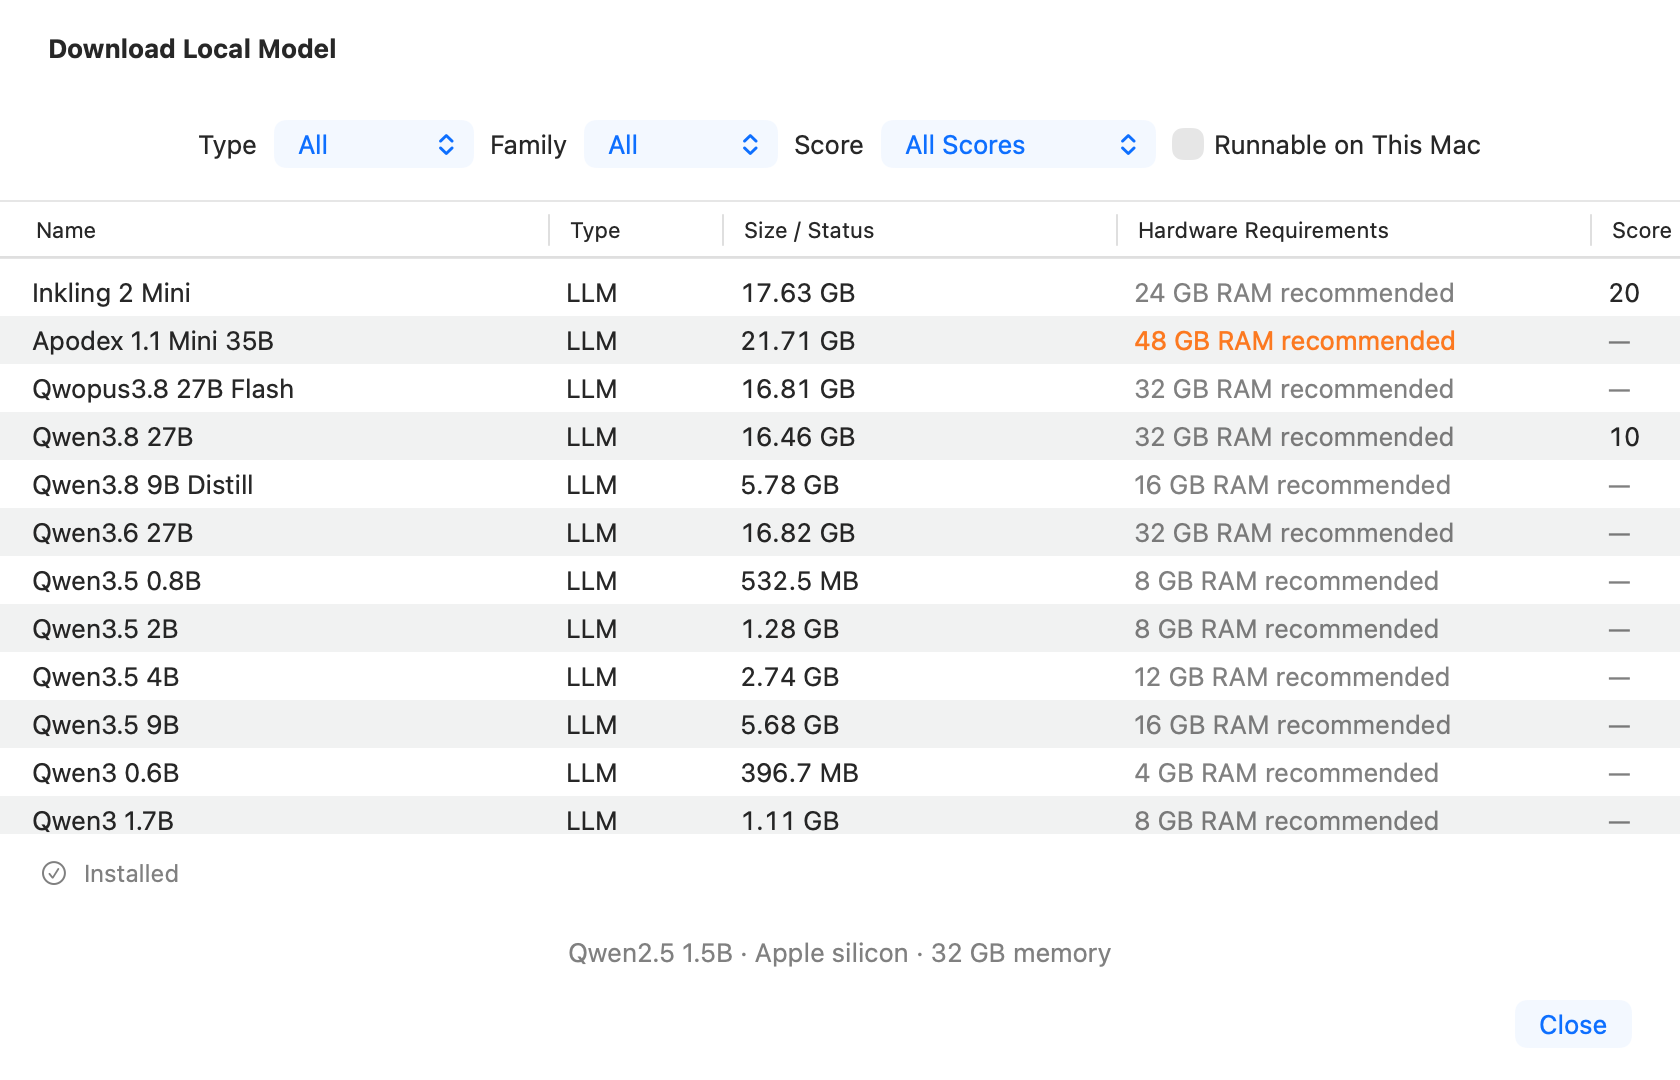 Download Local Model
Type All Family All Score All Scores Runnable on This Mac
Name Type Size / Status Hardware Requirements Score
Inkling 2 Mini LLM 17.63 GB 24 GB RAM recommended 20
Apodex 1.1 Mini 35B LLM 21.71 GB 48 GB RAM recommended —
Qwopus3.8 27B Flash LLM 16.81 GB 32 GB RAM recommended —
Qwen3.8 27B LLM 16.46 GB 32 GB RAM recommended 10
Qwen3.8 9B Distill LLM 5.78 GB 16 GB RAM recommended —
Qwen3.6 27B LLM 16.82 GB 32 GB RAM recommended —
Qwen3.5 0.8B LLM 532.5 MB 8 GB RAM recommended —
Qwen3.5 2B LLM 1.28 GB 8 GB RAM recommended —
Qwen3.5 4B LLM 2.74 GB 12 GB RAM recommended —
Qwen3.5 9B LLM 5.68 GB 16 GB RAM recommended —
Qwen3 0.6B LLM 396.7 MB 4 GB RAM recommended —
Qwen3 1.7B LLM 1.11 GB 8 GB RAM recommended —
Installed
Qwen2.5 1.5B · Apple silicon · 32 GB memory
Close